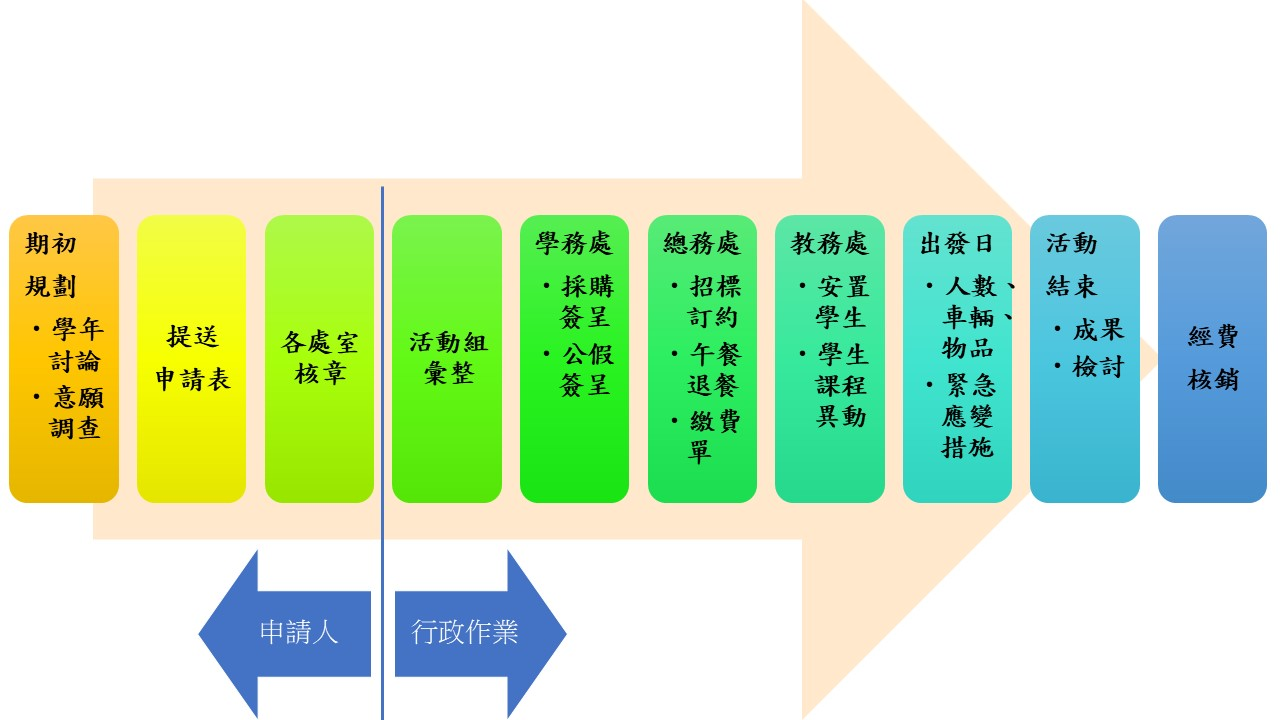 期初
規劃
・學年
討論
・意願
調查
提送
申請表
各處室
核章
活動組
彙整
學務處
・採購
簽呈
・公假
簽呈
總務處
・招標
訂約
・午餐
退餐
・繳費
單
教務處
・安置
學生
・學生
課程
異動
出發日
・人數、
車輛、
物品
・緊急
應變
措施
活動
結束
・成果
・檢討
經費
核銷
申請人
行政作業